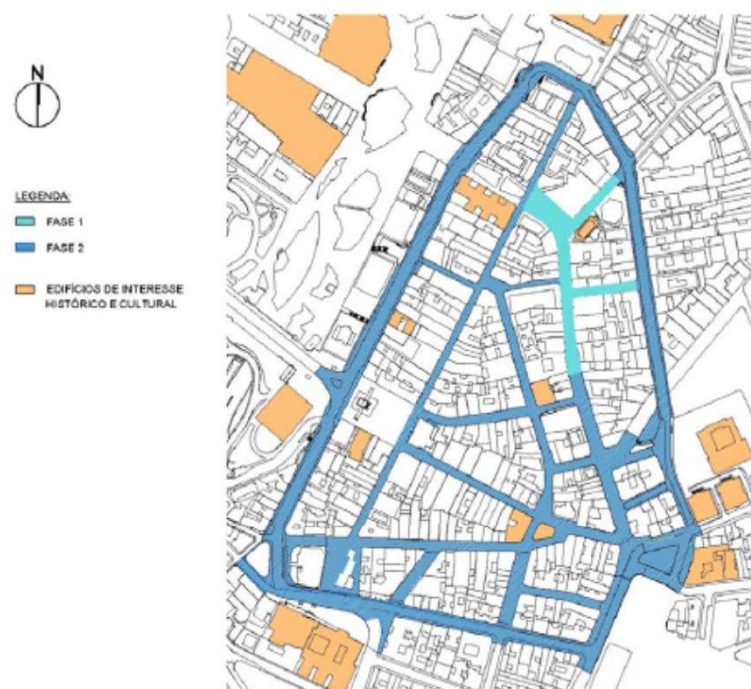 N
LEGENDA:
FASE 1
FASE 2
EDIFÍCIOS DE INTERESSE
HISTÓRICO E CULTURAL